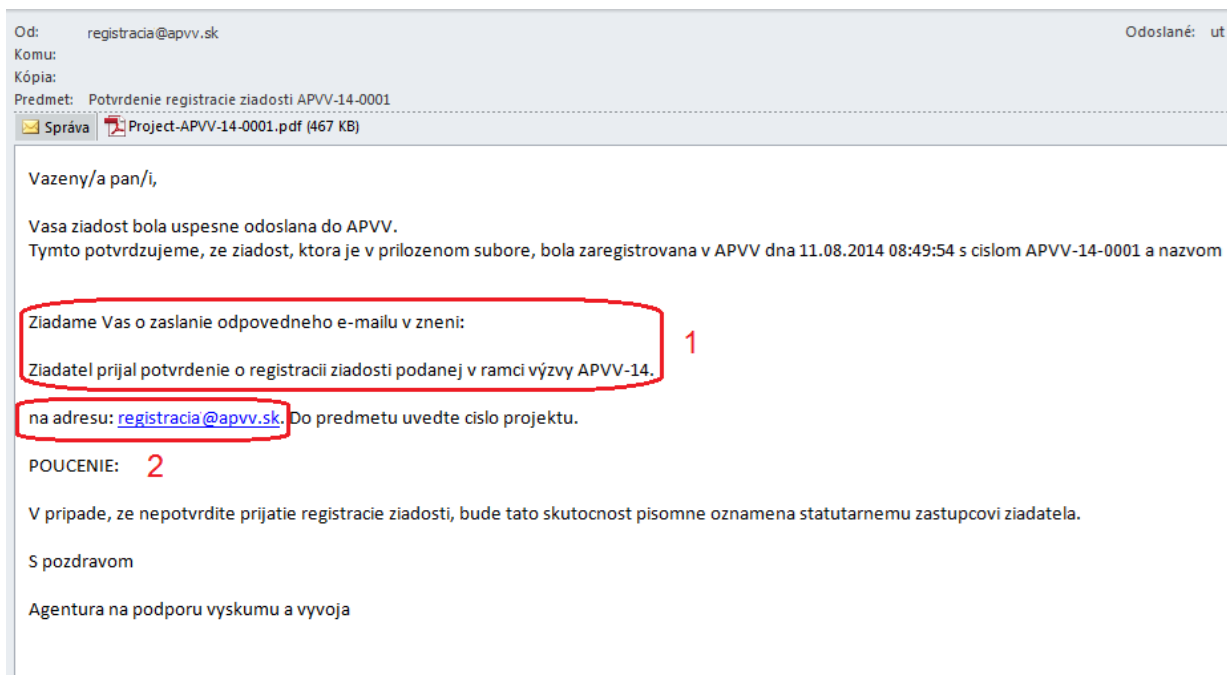 Od: registracia@apvv.sk Odoslané: ut
Komu:
Kópia:
Predmet: Potvrdenie registracie ziadosti APVV-14-0001
Správa Project-APVV-14-0001.pdf (467 KB)
Vazeny/a pan/i,
Vasa ziadost bola uspesne odoslana do APVV.
Tymto potvrdzujeme, ze ziadost, ktora je v prilozenom subore, bola zaregistrovana v APVV dna 11.08.2014 08:49:54 s cislom APVV-14-0001 a nazvom
Ziadame Vas o zaslanie odpovedneho e-mailu v zneni:
1
Ziadatel prijal potvrdenie o registracii ziadosti podanej v ramci výzvy APVV-14.
na adresu: registracia@apvv.sk. Do predmetu uvedte cislo projektu.
POUCENIE: 2
V pripade, ze nepotvrdite prijatie registracie ziadosti, bude tato skutocnost pisomne oznamena statutarnemu zastupcovi ziadatela.
S pozdravom
Agentura na podporu vyskumu a vyvoja